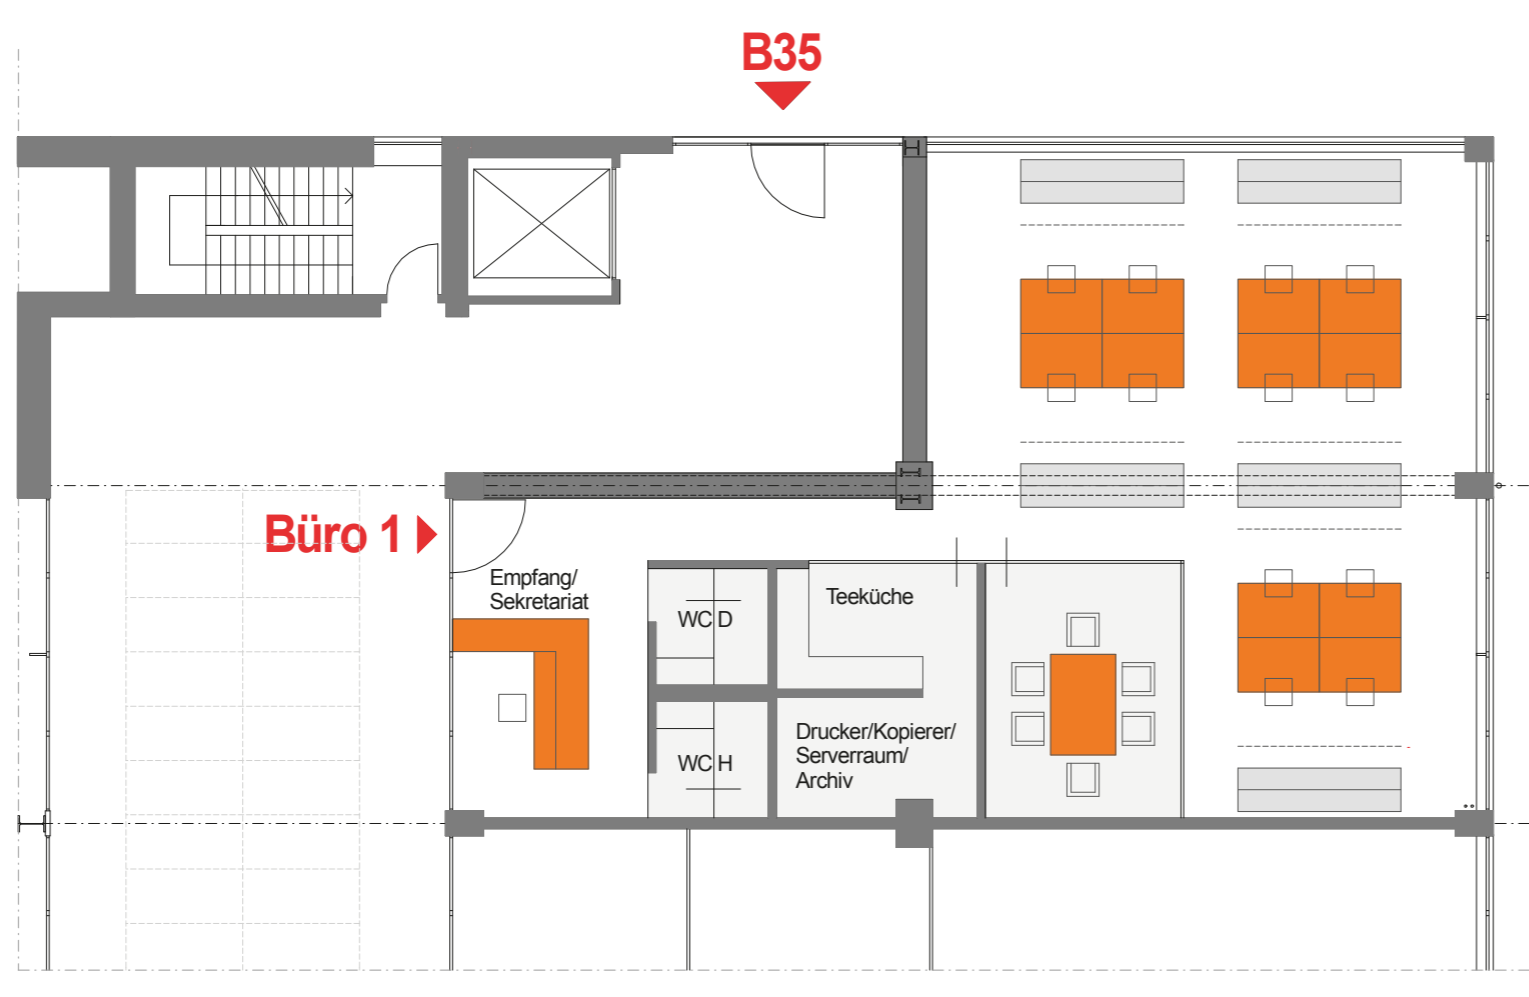 B35
Büro 1
Empfang/
Sekretariat
WC D
Teeküche
WC H
Drucker/Kopierer/
Serverraum/
Archiv